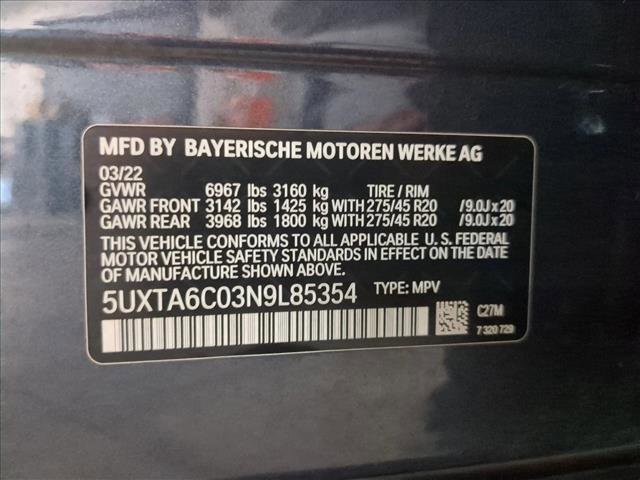 MFD BY BAYERISCHE MOTOREN WERKE AG
03/22
GVWR 6967 lbs 3160 kg TIRE / RIM
GAWR FRONT 3142 lbs 1425 kg WITH 275/45 R20 /9.0J x 20
GAWR REAR 3968 lbs 1800 kg WITH 275/45 R20 /9.0J x 20
THIS VEHICLE CONFORMS TO ALL APPLICABLE U. S. FEDERAL
MOTOR VEHICLE SAFETY STANDARDS IN EFFECT ON THE DATE
OF MANUFACTURE SHOWN ABOVE.
5UXTA6C03N9L85354 TYPE: MPV
C27M
7 320 729